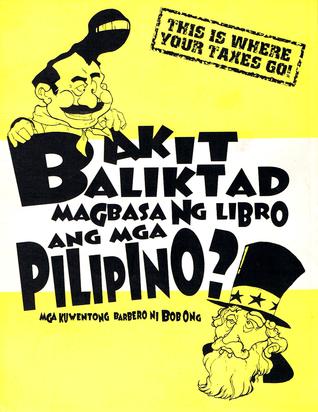 THIS IS WHERE
YOUR TAXES GO!
BAKIT
BALIKTAD
MAGBASA NG LIBRO
ANG MGA
PILIPINO?
MGA KUWENTONG BARBERO NI BOB ONG